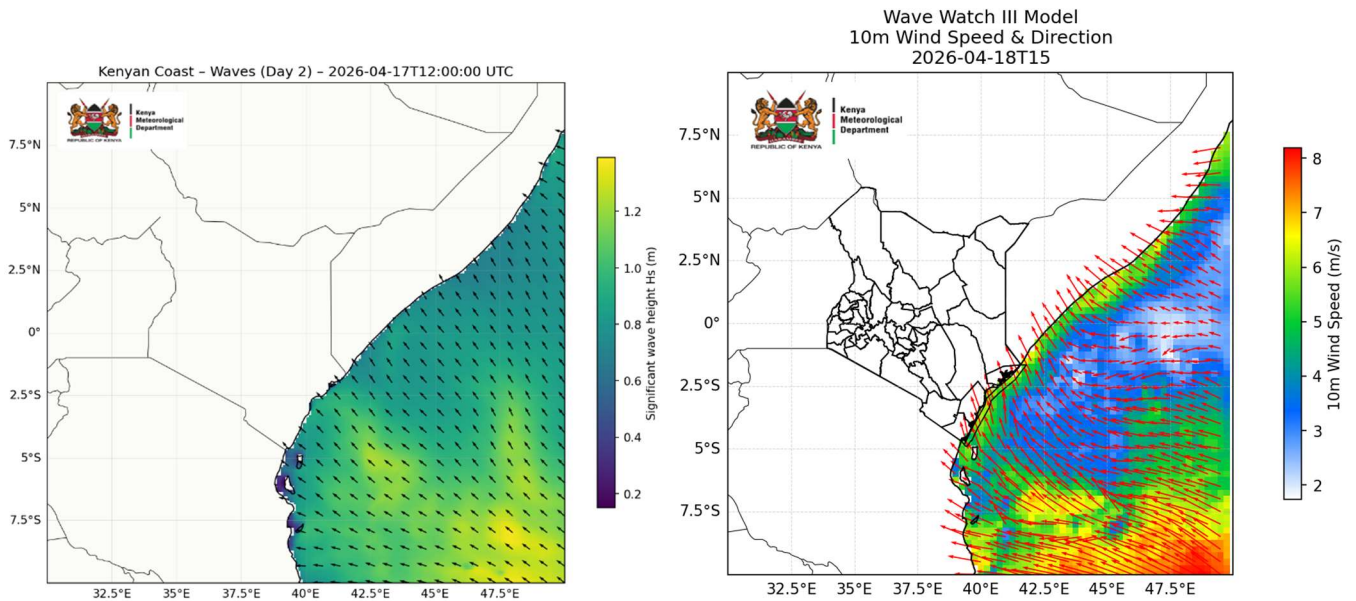 Kenyan Coast – Waves (Day 2) – 2026-04-17T12:00:00 UTC
Kenya
Meteorological
Department
REPUBLIC OF KENYA
7.5°N
5°N
2.5°N
0°
2.5°S
5°S
7.5°S
32.5°E
35°E
37.5°E
40°E
42.5°E
45°E
47.5°E
1.2
1.0
0.8
0.6
0.4
0.2
Significant wave height Hs (m)
Wave Watch III Model
10m Wind Speed & Direction
2026-04-18T15
Kenya
Meteorological
Department
REPUBLIC OF KENYA
7.5°N
5°N
2.5°N
0°
2.5°S
5°S
7.5°S
32.5°E
35°E
37.5°E
40°E
42.5°E
45°E
47.5°E
8
7
6
5
4
3
2
10m Wind Speed (m/s)